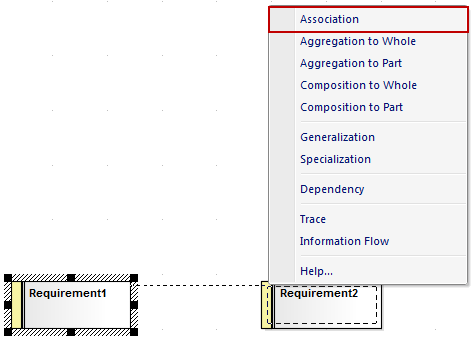 Association
Aggregation to Whole
Aggregation to Part
Composition to Whole
Composition to Part
Generalization
Specialization
Dependency
Trace
Information Flow
Help...
Requirement1
Requirement2